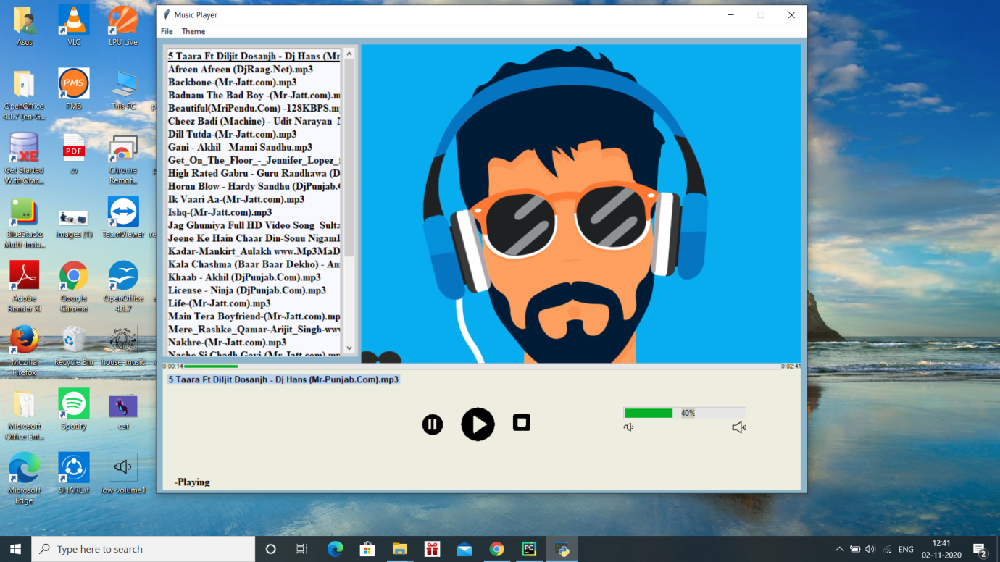 Music Player
File Theme
5 Taara Ft Diljit Dosanjh - Dj Hans (Mr
Afreen Afreen (DjRaag.Net).mp3
Backbone-(Mr-Jatt.com).mp3
Badnam The Bad Boy -(Mr-Jatt.com).m
Beautiful(MriPendu.Com) -128KBPS.m
Cheez Badi (Machine) - Udit Narayan
Dill Tutda-(Mr-Jatt.com).mp3
Gani - Akhil Manni Sandhu.mp3
Get_On_The_Floor_-_Jennifer_Lopez_
High Rated Gabru - Guru Randhawa (D
Hornn Blow - Hardy Sandhu (DjPunjab.
Ik Vaari Aa-(Mr-Jatt.com).mp3
Ishq-(Mr-Jatt.com).mp3
Jag Ghumiya Full HD Video Song Sulta
Jeene Ke Hain Chaar Din-Sonu Nigam
Kadar-Mankirt_Aulakh www.Mp3MaD
Kala Chashma (Baar Baar Dekho) - Am
Khaab - Akhil (DjPunjab.Com).mp3
License - Ninja (DjPunjab.Com).mp3
Life-(Mr-Jatt.com).mp3
Main Tera Boyfriend-(Mr-Jatt.com).mp
Mere_Rashke_Qamar-Arijit_Singh-ww
Nakhre-(Mr-Jatt.com).mp3
Nashe Si Chadh Gayi-(Mr-Jatt.com).mp
0:00:14
0:02:41
5 Taara Ft Diljit Dosanjh - Dj Hans (Mr-Punjab.Com).mp3
40%
-Playing
Asus
VLC
LPU Live
OpenOffice
4.1.7 (en-G...
PMS
PMS
This PC
XE
Get Started
With Orac...
PDF
cv
Chrome
Remot...
BlueStacks
Multi-Insta...
images (1)
TeamViewer
Adobe
Reader XI
Google
Chrome
OpenOffice
4.1.7
Mozilla
Firefox
Recycle Bin
house-music
Microsoft
Office Ent...
Spotify
cat
Microsoft
Edge
SHAREit
low-volume1
Type here to search
PC
ENG
12:41
02-11-2020
2